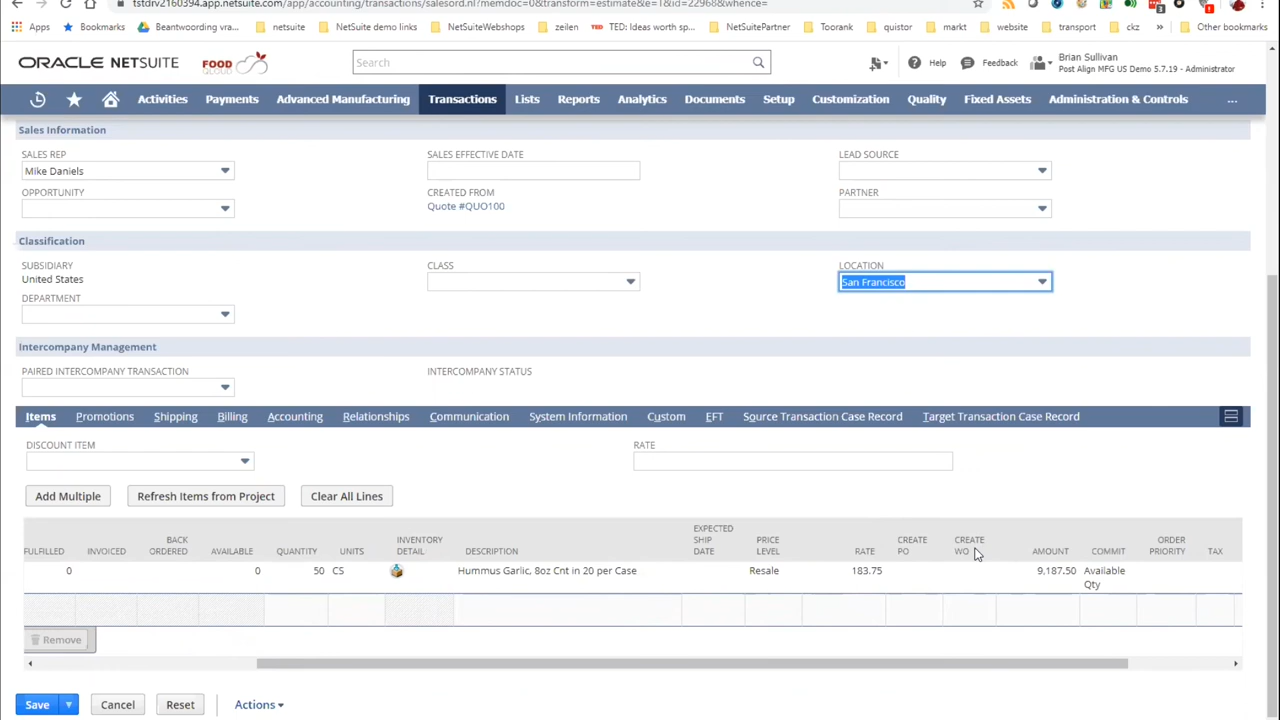 tstdrv2160394.app.netsuite.com/app/accounting/transactions/salesord.nl?memdoc=0&transform=estimate&e=T&id=22968&whence=
Apps Bookmarks Beantwoording vra... netsuite NetSuite demo links NetSuiteWebshops zeilen TED: Ideas worth sp... NetSuitePartner Toorank quistor markt website transport ckz » Other bookmarks
ORACLE NETSUITE FOOD QLOUD Search Help Feedback Brian Sullivan
Post Align MFG US Demo 5.7.19 - Administrator
Activities Payments Advanced Manufacturing Transactions Lists Reports Analytics Documents Setup Customization Quality Fixed Assets Administration & Controls ...
Sales Information
SALES REP SALES EFFECTIVE DATE LEAD SOURCE
Mike Daniels
OPPORTUNITY CREATED FROM PARTNER
Quote #QUO100
Classification
SUBSIDIARY CLASS LOCATION
United States San Francisco
DEPARTMENT
Intercompany Management
PAIRED INTERCOMPANY TRANSACTION INTERCOMPANY STATUS
Items Promotions Shipping Billing Accounting Relationships Communication System Information Custom EFT Source Transaction Case Record Target Transaction Case Record
DISCOUNT ITEM RATE
Add Multiple Refresh Items from Project Clear All Lines
FULFILLED INVOICED BACK ORDERED AVAILABLE QUANTITY UNITS INVENTORY DETAIL DESCRIPTION EXPECTED SHIP DATE PRICE LEVEL RATE CREATE PO CREATE WO AMOUNT COMMIT ORDER PRIORITY TAX
0 0 50 CS Hummus Garlic, 8oz Cnt in 20 per Case Resale 183.75 9,187.50 Available Qty
Remove
Save Cancel Reset Actions